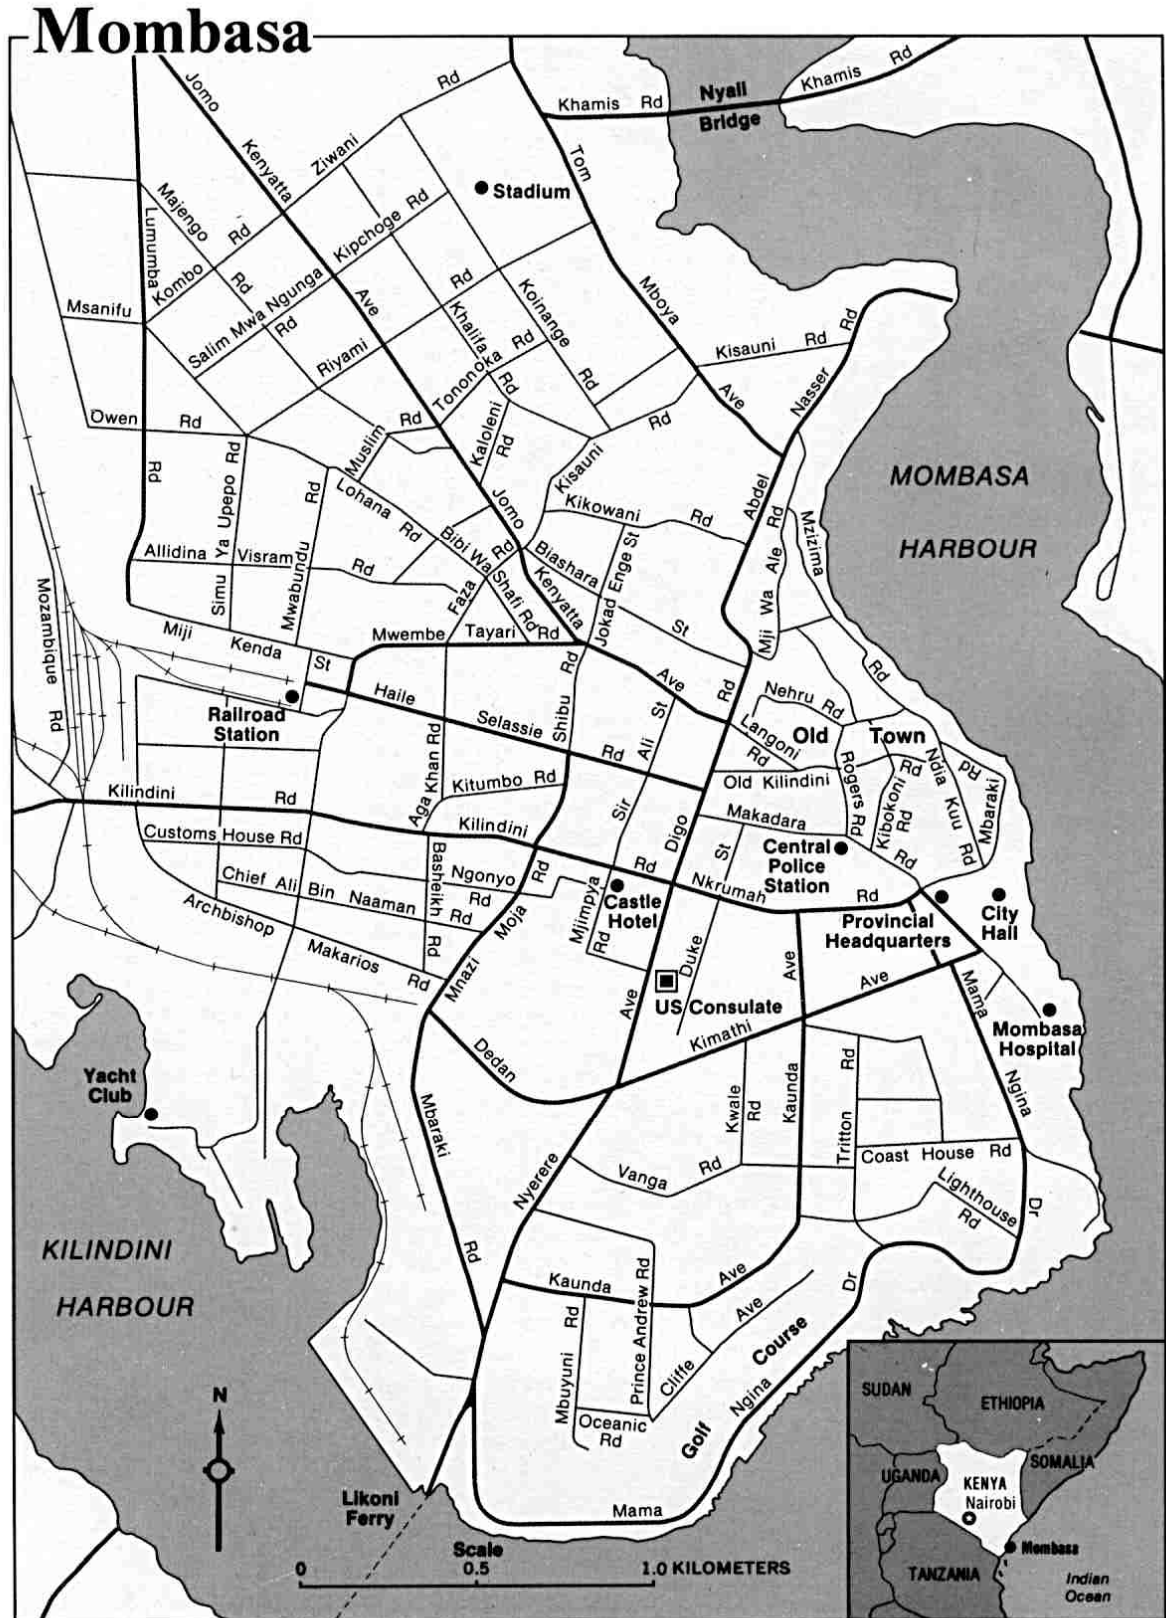 Mombasa
Jomo
Kenyatta
Ave
Jomo
Kenyatta
Ave
Ziwani
Rd
Khamis Rd
Nyali
Bridge
Khamis
Rd
Tom
Mboya
Ave
Stadium
Majengo
Rd
Lumumba
Rd
Kombo
Rd
Kipchoge Rd
Salim Mwa Ngunga
Rd
Msanifu
Riyami
Rd
Khalifa
Rd
Koinange
Rd
Tononoka
Rd
Kisauni
Rd
Rd
Nasser
Abdel
Owen
Rd
Muslim
Rd
Kaloleni
Rd
Kisauni
Rd
Lohana
Rd
Ya Upepo Rd
Simu
Mwabundu
Rd
Kikowani
Rd
Allidina
Visram
Rd
Bibi Wa
Shafi Rd
Faza
Rd
Biashara
St
Jokad
Enge St
Mji Wa Ale Rd
Mzizima
Rd
MOMBASA
HARBOUR
Mozambique
Rd
Miji
Kenda
St
Mwembe
Tayari
Rd
Railroad
Station
Haile
Selassie
Rd
Shibu
Rd
Sir
Ali
St
Rd
Digo
Ave
Nehru Rd
Langoni
Rd
Old
Town
Old Kilindini
Rd
Rogers Rd
Kibokoni
Rd
Ndia
Kuu
Rd
Mbaraki
Rd
Aga Khan Rd
Kitumbo Rd
Kilindini
Rd
Kilindini
Rd
Makadara
Rd
St
Central
Police
Station
Customs House Rd
Chief Ali Bin Naaman
Rd
Basheikh
Rd
Ngonyo
Rd
Archbishop
Makarios
Rd
Mnazi
Moja
Rd
Mjimpya
Rd
Castle
Hotel
Nkrumah
Rd
Provincial
Headquarters
City
Hall
Duke
US Consulate
Ave
Dedan
Kimathi
Ave
Mama
Ngina
Dr
Mombasa
Hospital
Yacht
Club
Mbaraki
Rd
Nyerere
Vanga
Rd
Kwale
Rd
Kaunda
Tritton
Rd
Coast House Rd
Lighthouse
Rd
KILINDINI
HARBOUR
Kaunda
Ave
Mbuyuni
Rd
Prince Andrew Rd
Cliffe
Ave
Oceanic
Rd
Golf
Course
Ngina
Dr
Mama
N
Likoni
Ferry
Scale
0 0.5 1.0 KILOMETERS
SUDAN
ETHIOPIA
SOMALIA
UGANDA
KENYA
Nairobi
Mombasa
TANZANIA
Indian
Ocean